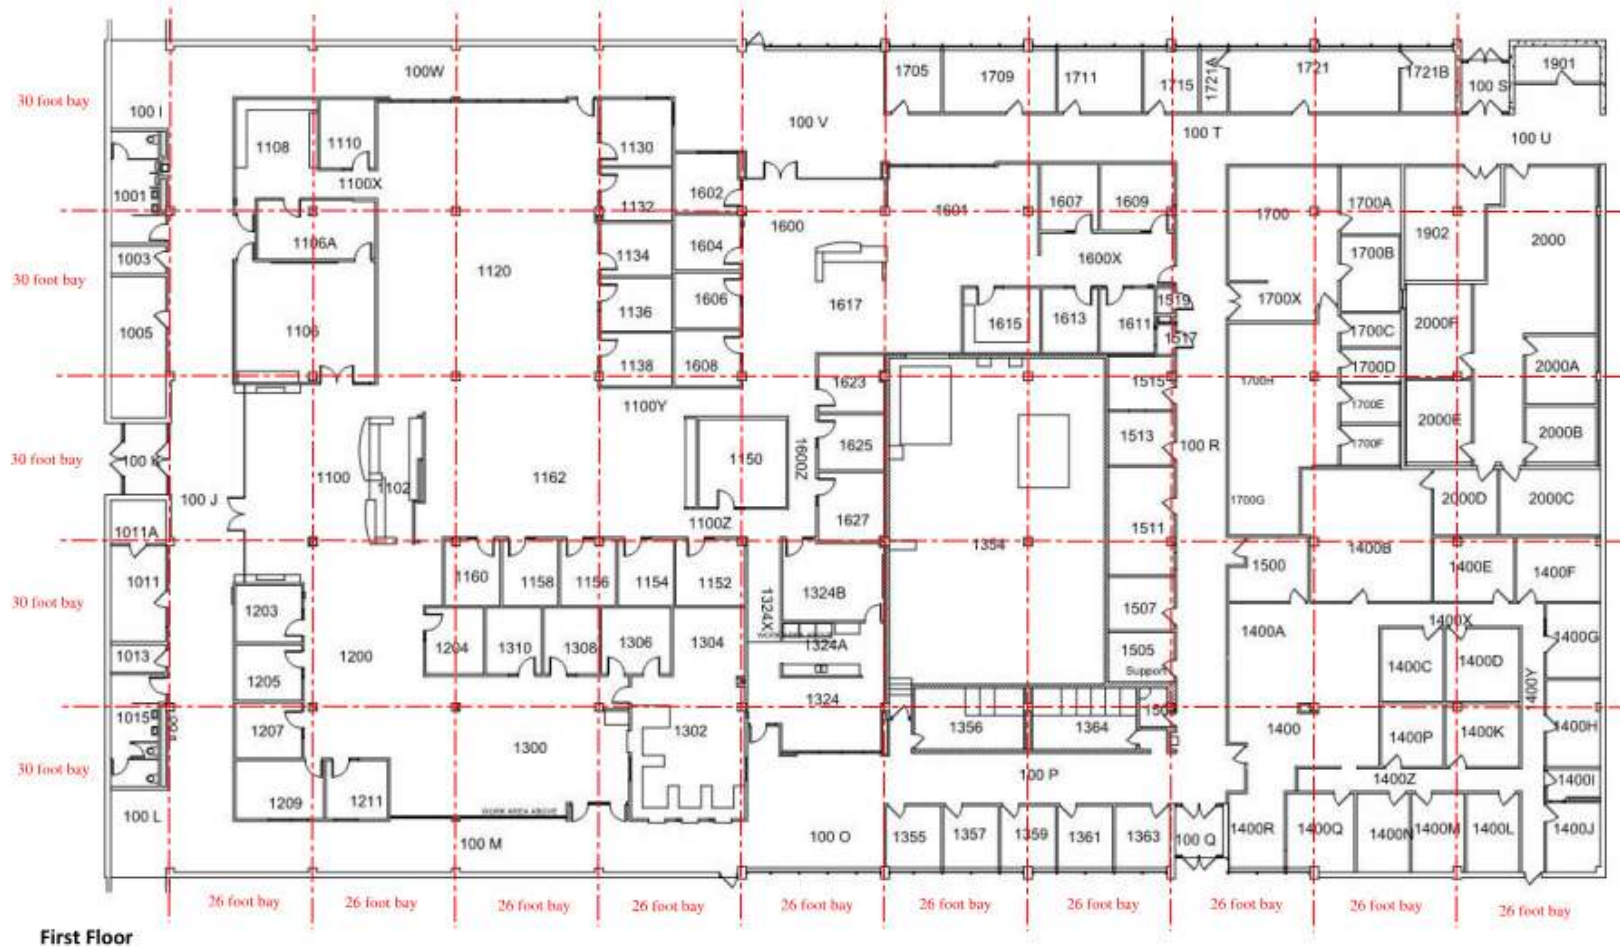 100W
1705
1709
1711
1715
1721A
1721
1721B
100 S
1901
30 foot bay
100 I
100 V
100 T
100 U
1108
1110
1130
1001
1100X
1602
1607
1609
1132
1601
1700
1700A
1106A
1600
1902
2000
1003
1134
1604
1600X
1700B
30 foot bay
1120
1606
1617
1519
1700X
1005
1106
1136
1615
1613
1611
1517
1700C
2000F
1138
1608
1700D
2000A
1623
1515
1700H
1100Y
1700E
2000E
1625
1513
100 R
1700F
2000B
30 foot bay
1150
1600Z
1100
1102
1162
100 J
1700G
2000D
2000C
1627
1100Z
1011A
1511
1354
1400B
1011
1160
1158
1156
1154
1152
1500
1400E
1400F
30 foot bay
1203
1324X
1324B
1507
1400X
1204
1310
1308
1306
1304
WORK AREA ABOVE
1324A
1400A
1400G
1013
1200
1505
Support
1400C
1400D
1205
1400Y
1324
1015
1207
1356
1364
1400
1400H
1302
1400P
1400K
1300
30 foot bay
100 P
1400Z
1400I
1209
1211
WORK AREA ABOVE
100 L
100 M
100 O
1355
1357
1359
1361
1363
100 Q
1400R
1400Q
1400N
1400M
1400L
1400J
26 foot bay
26 foot bay
26 foot bay
26 foot bay
26 foot bay
26 foot bay
26 foot bay
26 foot bay
26 foot bay
26 foot bay
First Floor